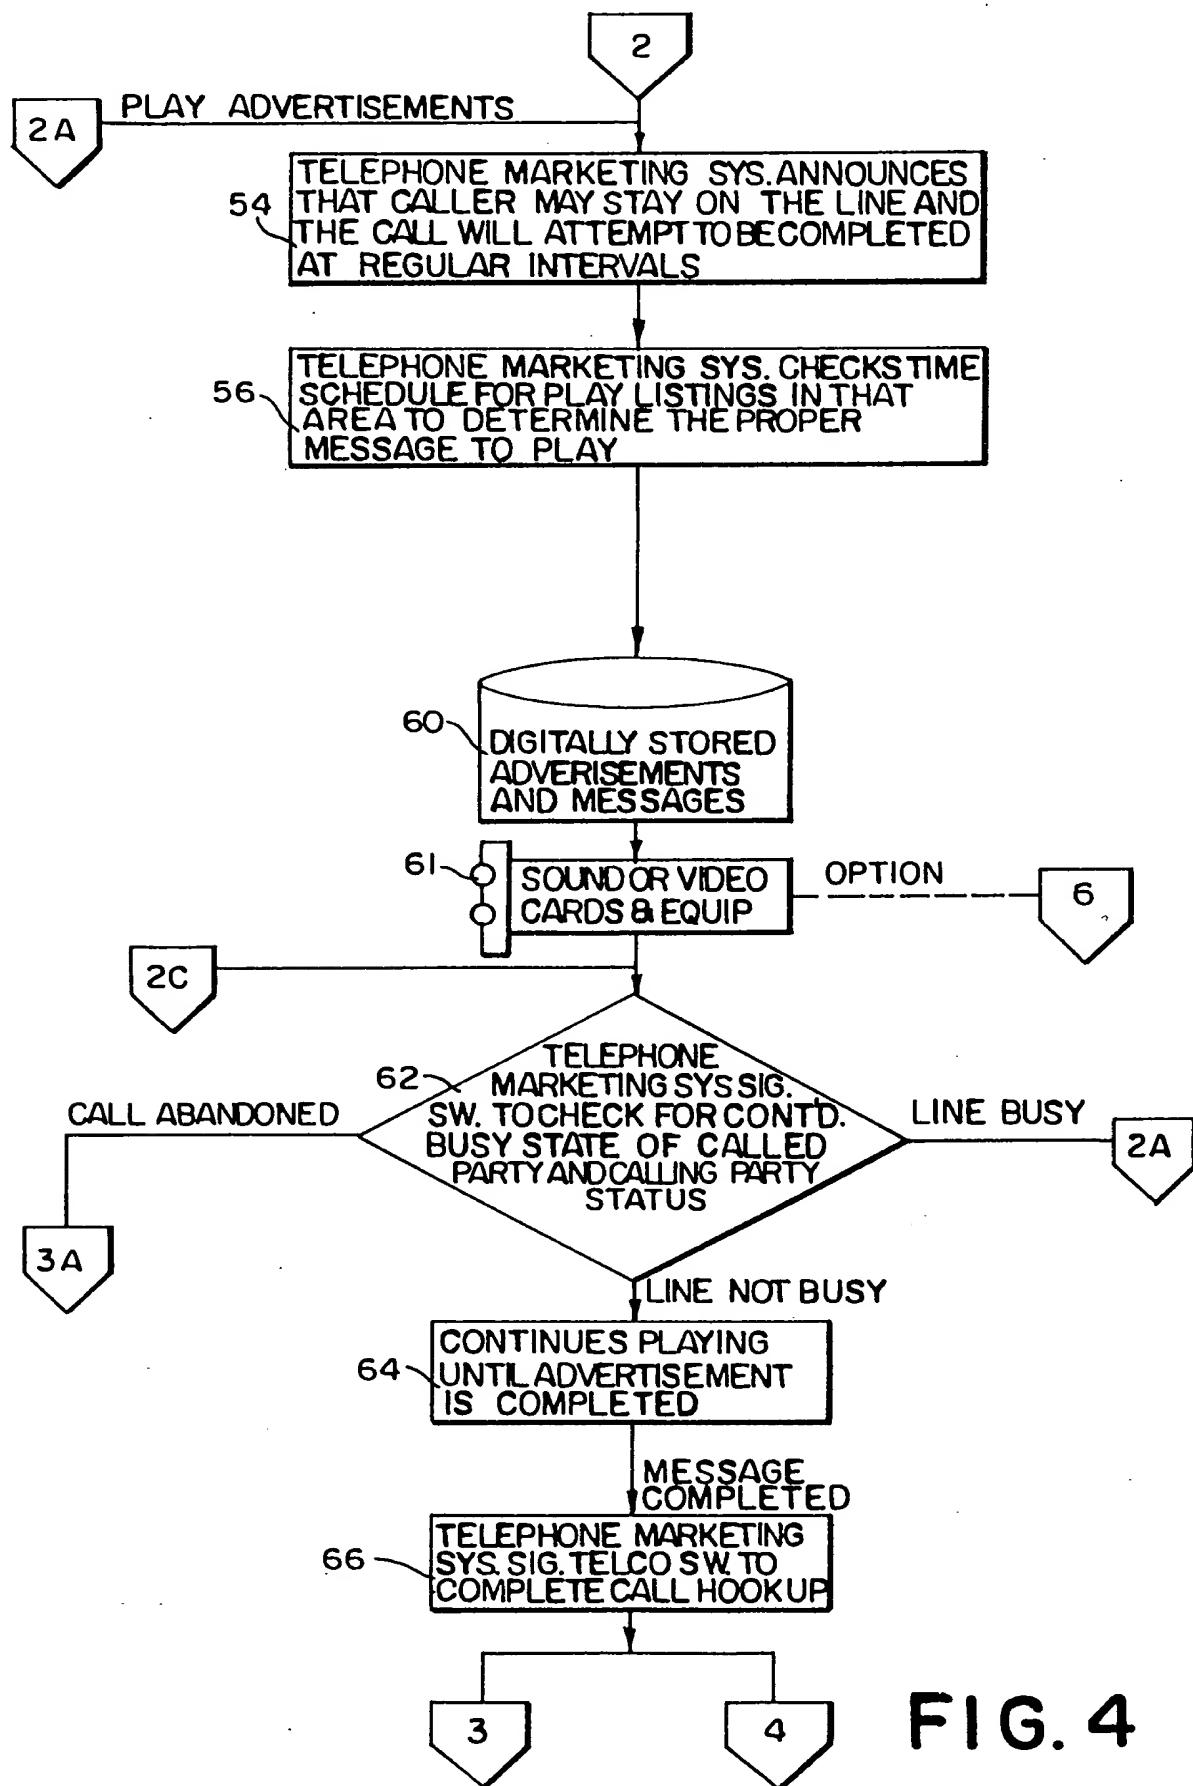 2
PLAY ADVERTISEMENTS
2A
54
TELEPHONE MARKETING SYS. ANNOUNCES
THAT CALLER MAY STAY ON THE LINE AND
THE CALL WILL ATTEMPT TO BE COMPLETED
AT REGULAR INTERVALS
56
TELEPHONE MARKETING SYS. CHECKS TIME
SCHEDULE FOR PLAY LISTINGS IN THAT
AREA TO DETERMINE THE PROPER
MESSAGE TO PLAY
60
DIGITALLY STORED
ADVERISEMENTS
AND MESSAGES
61
SOUND OR VIDEO
CARDS & EQUIP
OPTION
6
2C
62
TELEPHONE
MARKETING SYS SIG.
SW. TO CHECK FOR CONT'D.
BUSY STATE OF CALLED
PARTY AND CALLING PARTY
STATUS
CALL ABANDONED
LINE BUSY
2A
3A
LINE NOT BUSY
64
CONTINUES PLAYING
UNTIL ADVERTISEMENT
IS COMPLETED
MESSAGE
COMPLETED
66
TELEPHONE MARKETING
SYS. SIG. TELCO SW. TO
COMPLETE CALL HOOKUP
3
4
FIG. 4